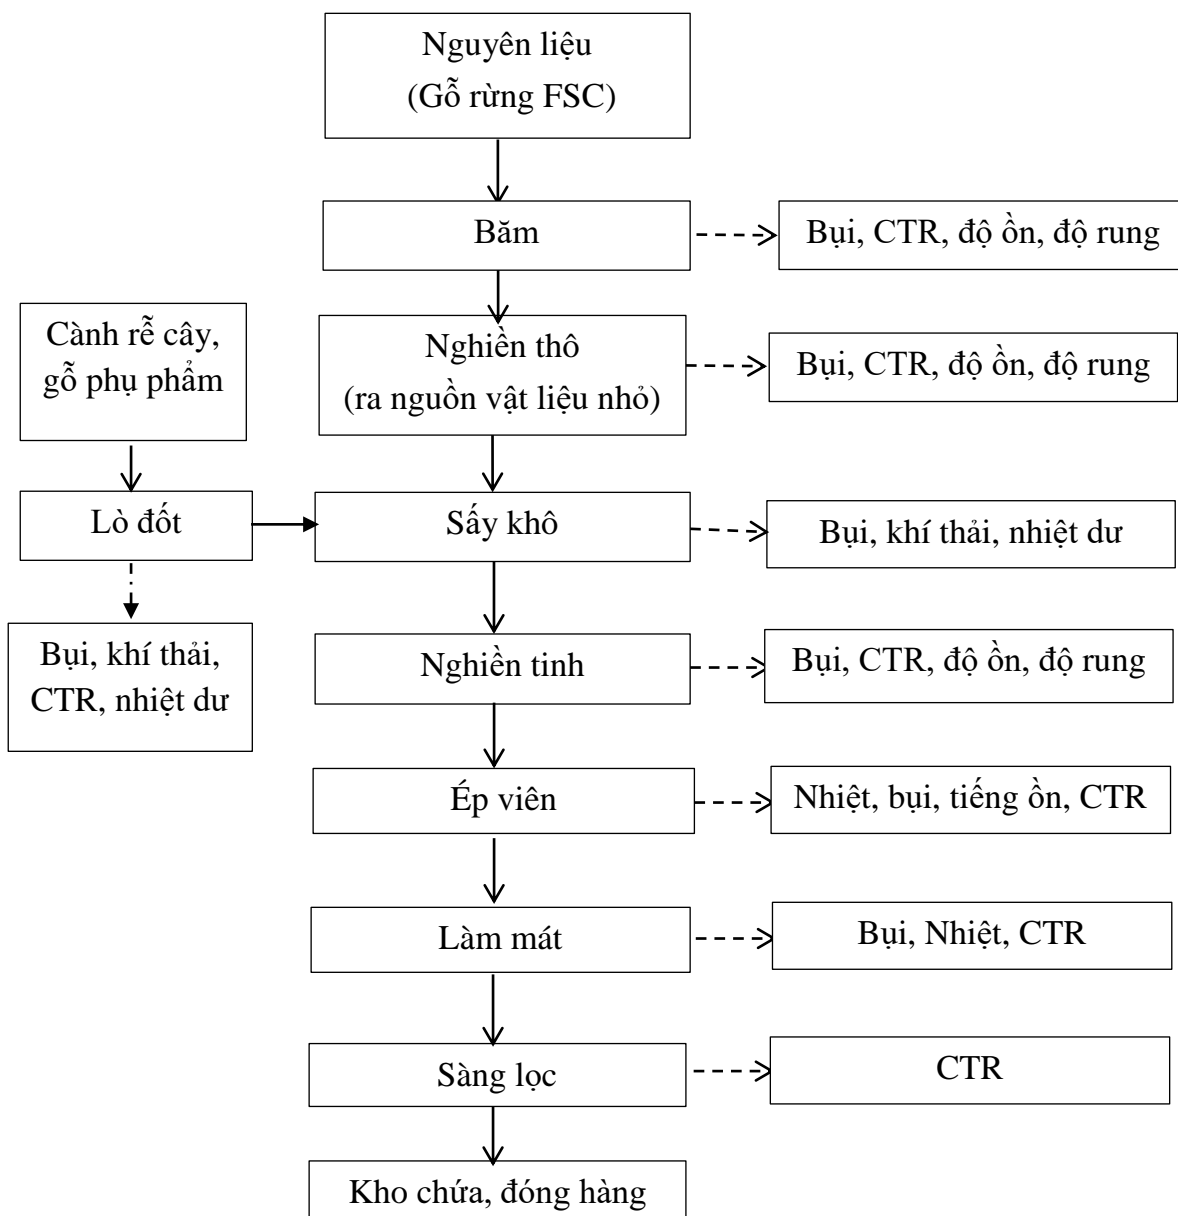 Nguyên liệu
(Gỗ rừng FSC)
Băm
Bụi, CTR, độ ồn, độ rung
Cành rễ cây,
gỗ phụ phẩm
Nghiền thô
(ra nguồn vật liệu nhỏ)
Bụi, CTR, độ ồn, độ rung
Lò đốt
Sấy khô
Bụi, khí thải, nhiệt dư
Bụi, khí thải,
CTR, nhiệt dư
Nghiền tinh
Bụi, CTR, độ ồn, độ rung
Ép viên
Nhiệt, bụi, tiếng ồn, CTR
Làm mát
Bụi, Nhiệt, CTR
Sàng lọc
CTR
Kho chứa, đóng hàng